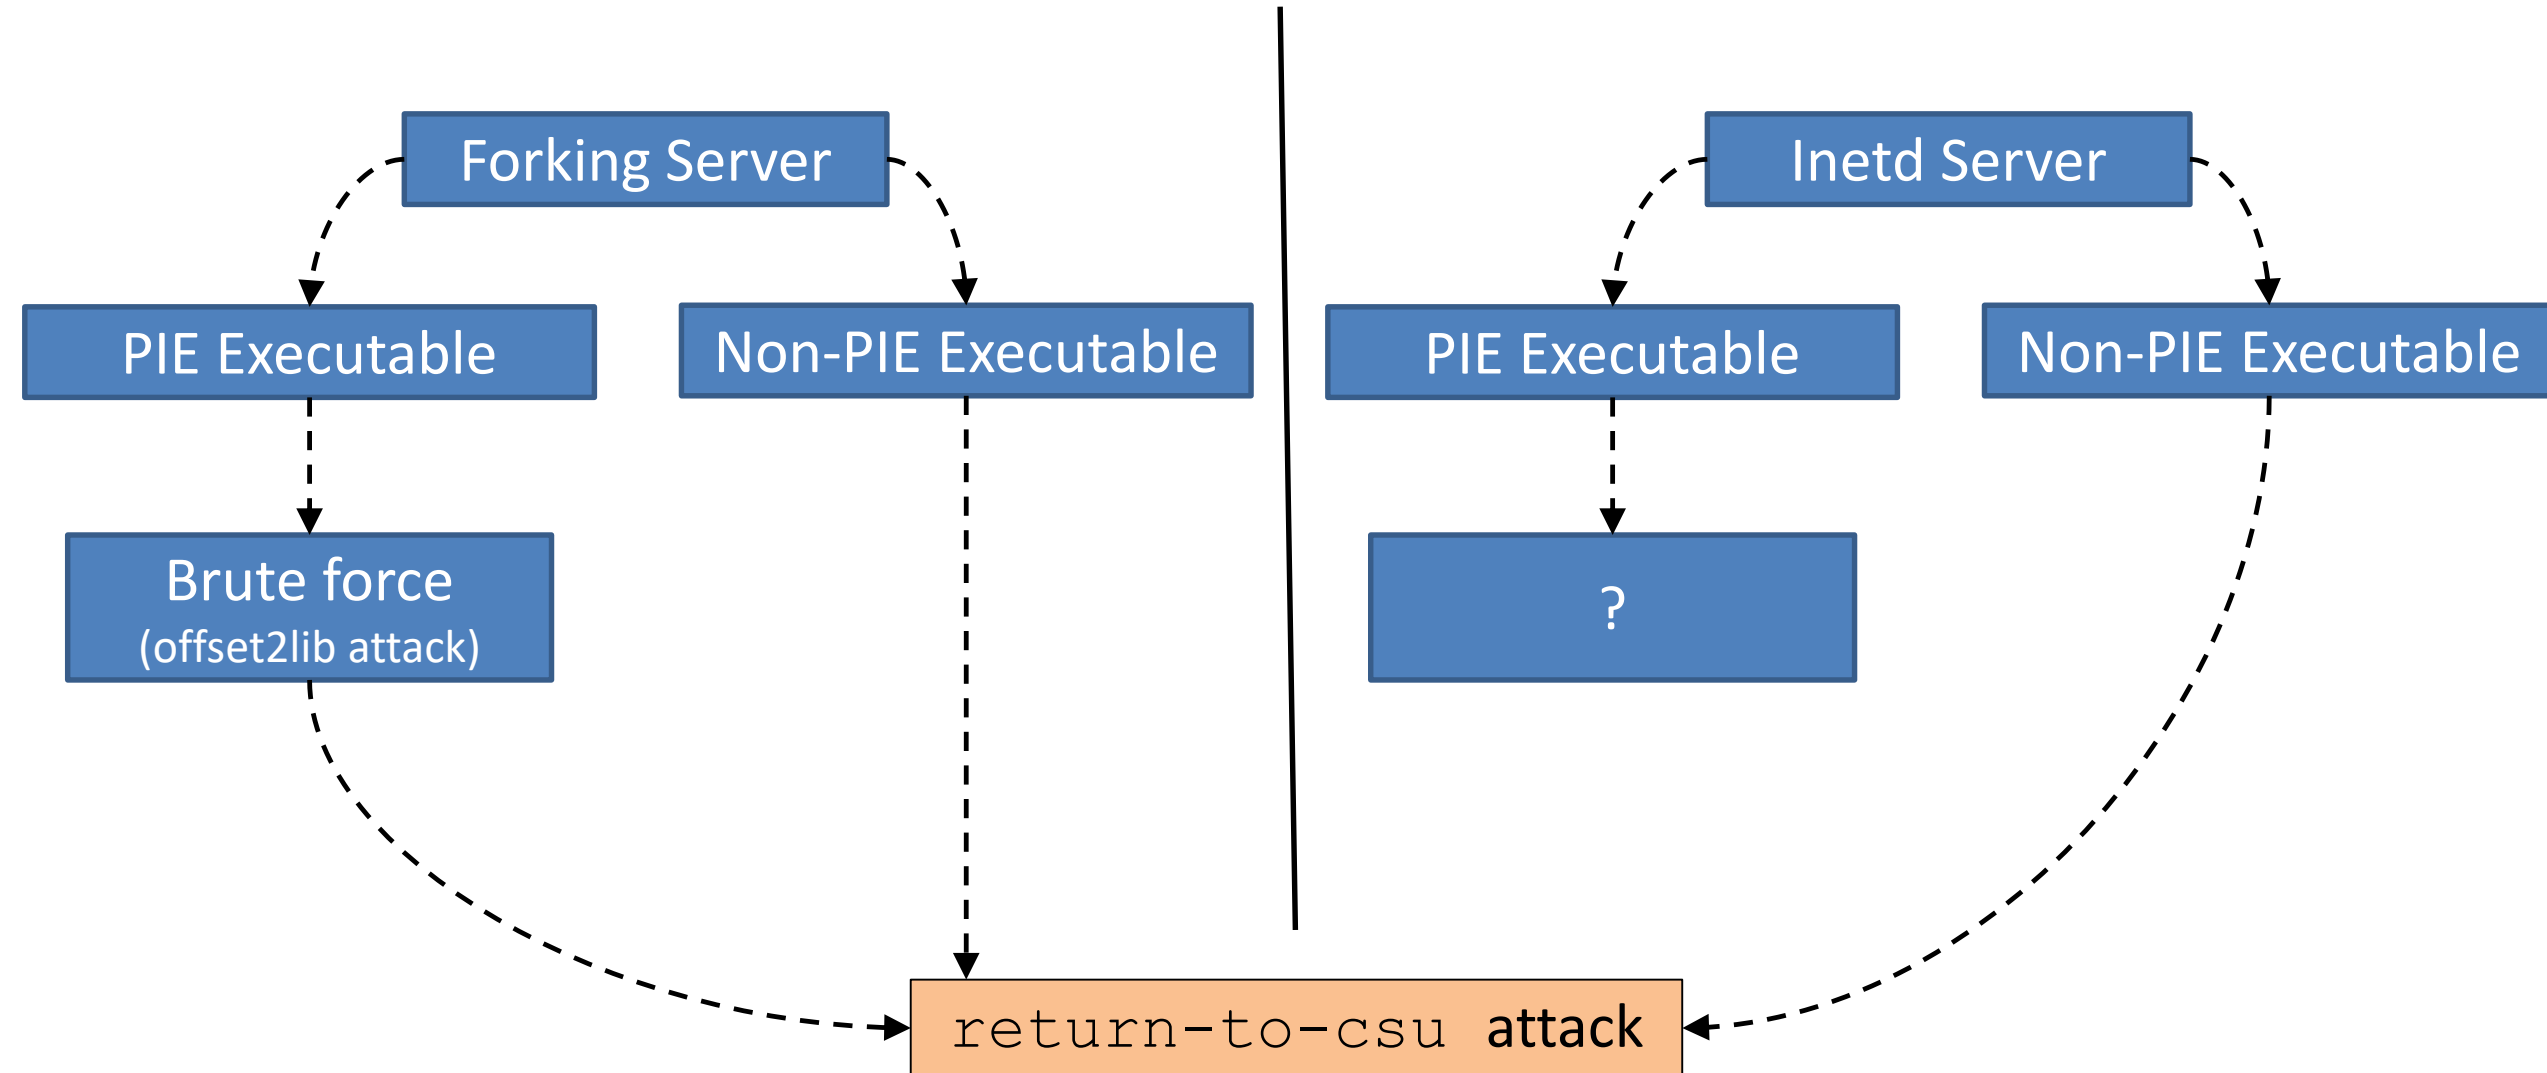 Forking Server
Inetd Server
PIE Executable
Non-PIE Executable
PIE Executable
Non-PIE Executable
Brute force
(offset2lib attack)
?
return-to-csu attack